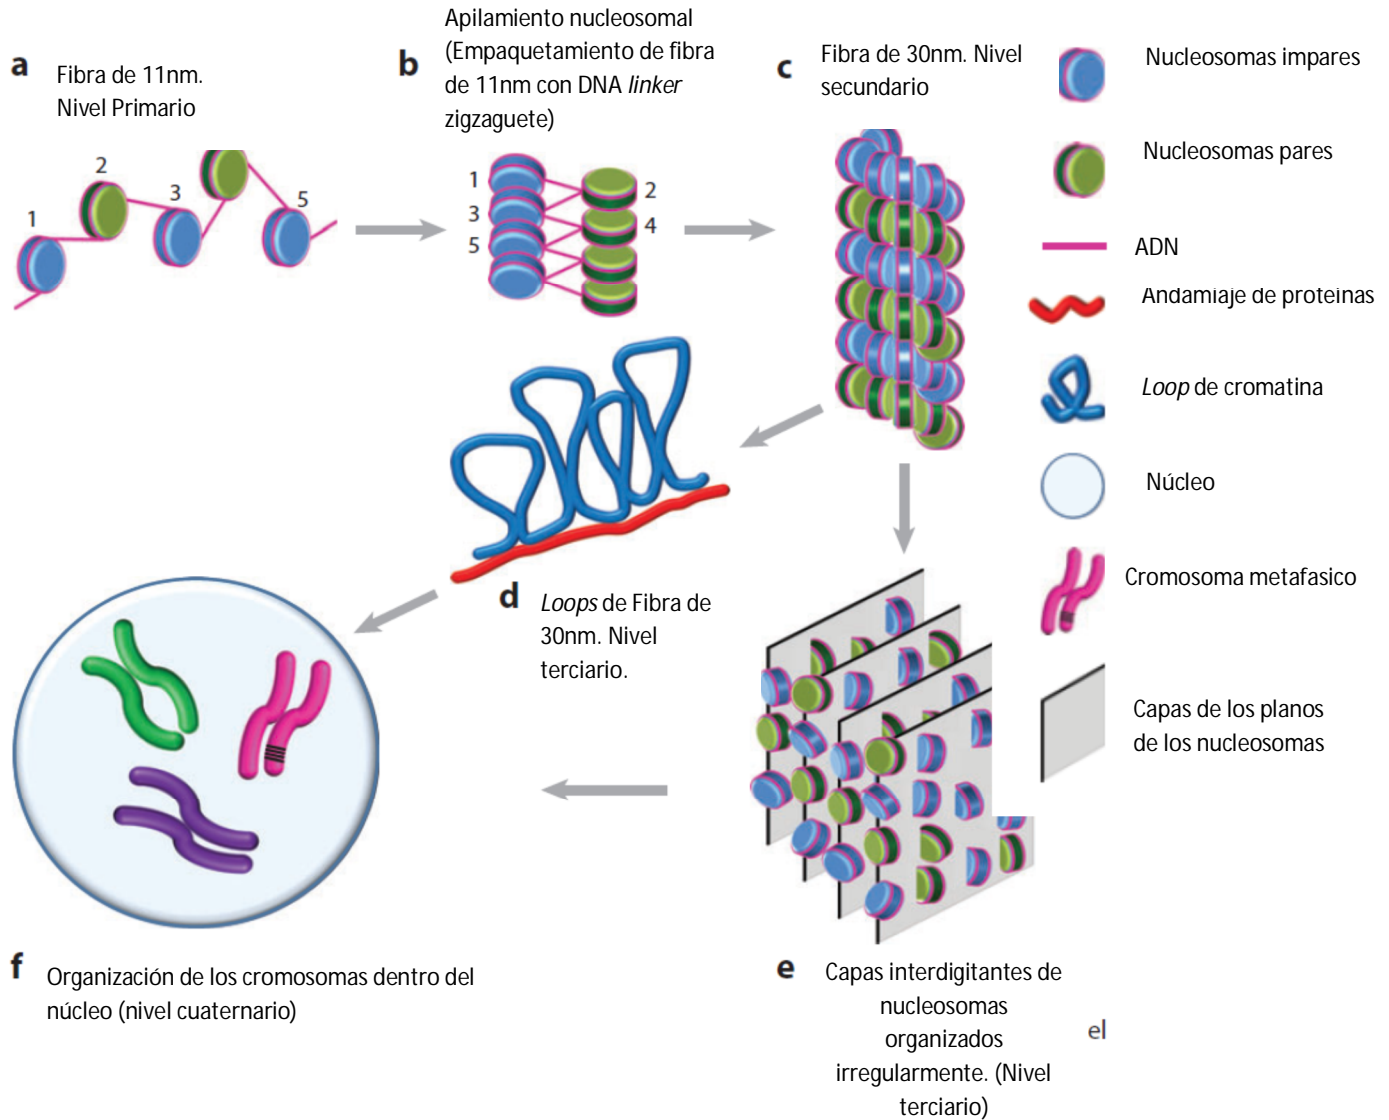 a Fibra de 11nm.
Nivel Primario
b Apilamiento nucleosomal
(Empaquetamiento de fibra
de 11nm con DNA linker
zigzaguete)
c Fibra de 30nm. Nivel
secundario
1
2
3
5
1
3
5
2
4
Nucleosomas impares
Nucleosomas pares
ADN
Andamiaje de proteinas
Loop de cromatina
Núcleo
Cromosoma metafasico
Capas de los planos
de los nucleosomas
d Loops de Fibra de
30nm. Nivel
terciario.
f Organización de los cromosomas dentro del
núcleo (nivel cuaternario)
e Capas interdigitantes de
nucleosomas
organizados
irregularmente. (Nivel
terciario)
el